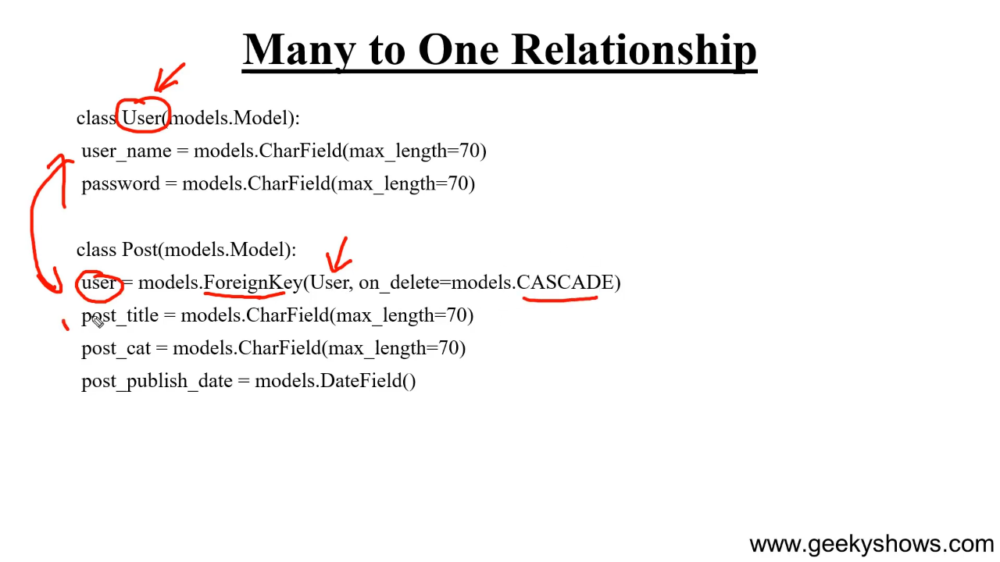 Many to One Relationship
class User(models.Model):
user_name = models.CharField(max_length=70)
password = models.CharField(max_length=70)
class Post(models.Model):
user = models.ForeignKey(User, on_delete=models.CASCADE)
post_title = models.CharField(max_length=70)
post_cat = models.CharField(max_length=70)
post_publish_date = models.DateField()
www.geekyshows.com